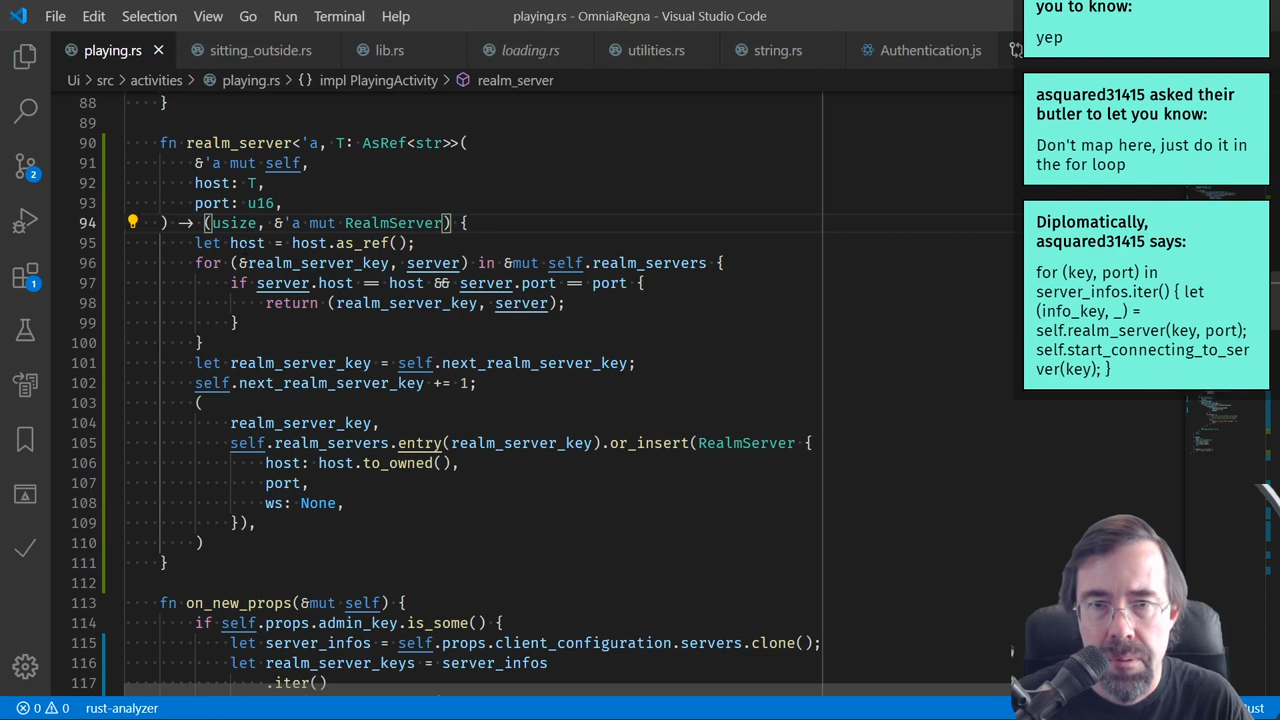 File Edit Selection View Go Run Terminal Help playing.rs • OmniaRegna — Visual Studio Code
playing.rs sitting_outside.rs lib.rs loading.rs utilities.rs string.rs Authentication.js
Ui > src > activities > playing.rs > impl PlayingActivity > realm_server
88 }
89
90 fn realm_server<'a, T: AsRef<str>>(
91 &'a mut self,
92 host: T,
93 port: u16,
94 ) → (usize, &'a mut RealmServer) {
95 let host = host.as_ref();
96 for (&realm_server_key, server) in &mut self.realm_servers {
97 if server.host == host && server.port == port {
98 return (realm_server_key, server);
99 }
100 }
101 let realm_server_key = self.next_realm_server_key;
102 self.next_realm_server_key += 1;
103 (
104 realm_server_key,
105 self.realm_servers.entry(realm_server_key).or_insert(RealmServer {
106 host: host.to_owned(),
107 port,
108 ws: None,
109 }),
110 )
111 }
112
113 fn on_new_props(&mut self) {
114 if self.props.admin_key.is_some() {
115 let server_infos = self.props.client_configuration.servers.clone();
116 let realm_server_keys = server_infos
117 .iter()
2
1
0 0 rust-analyzer
you to know:
yep
asquared31415 asked their
butler to let you know:
Don't map here, just do it in
the for loop
Diplomatically,
asquared31415 says:
for (key, port) in
server_infos.iter() { let
(info_key, _) =
self.realm_server(key, port);
self.start_connecting_to_ser
ver(key); }